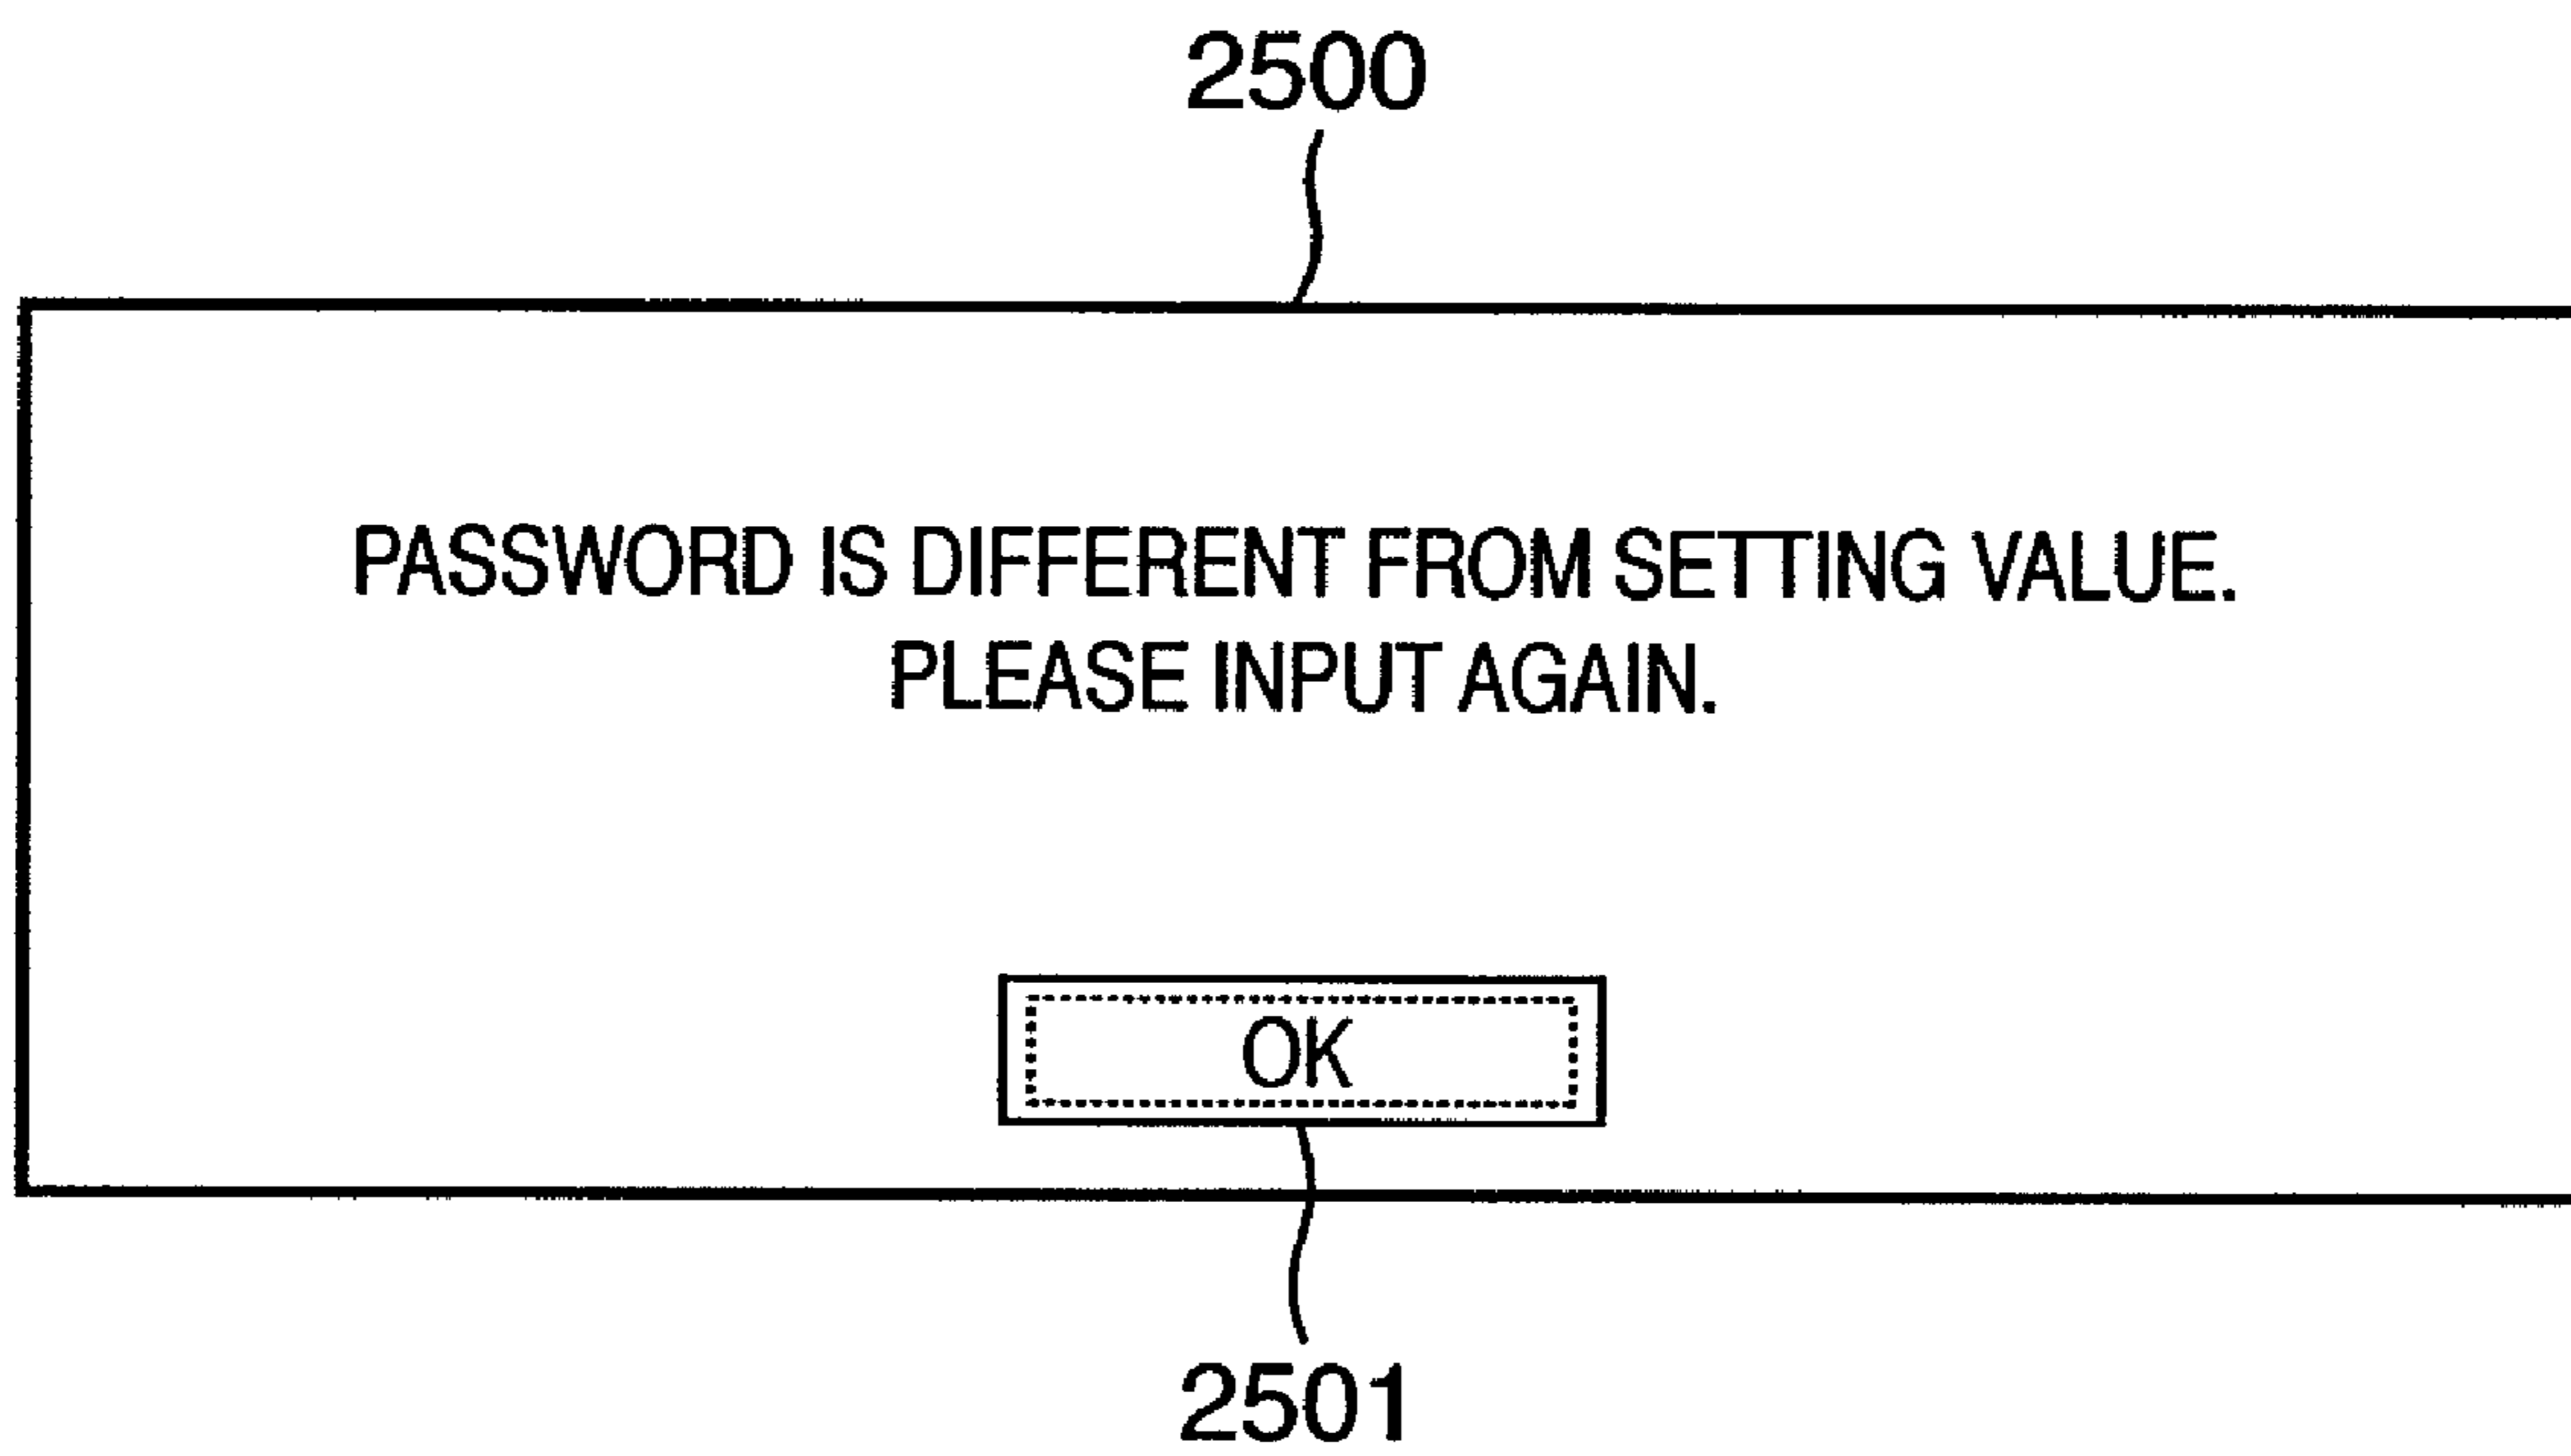 2500
PASSWORD IS DIFFERENT FROM SETTING VALUE.
PLEASE INPUT AGAIN.
OK
2501